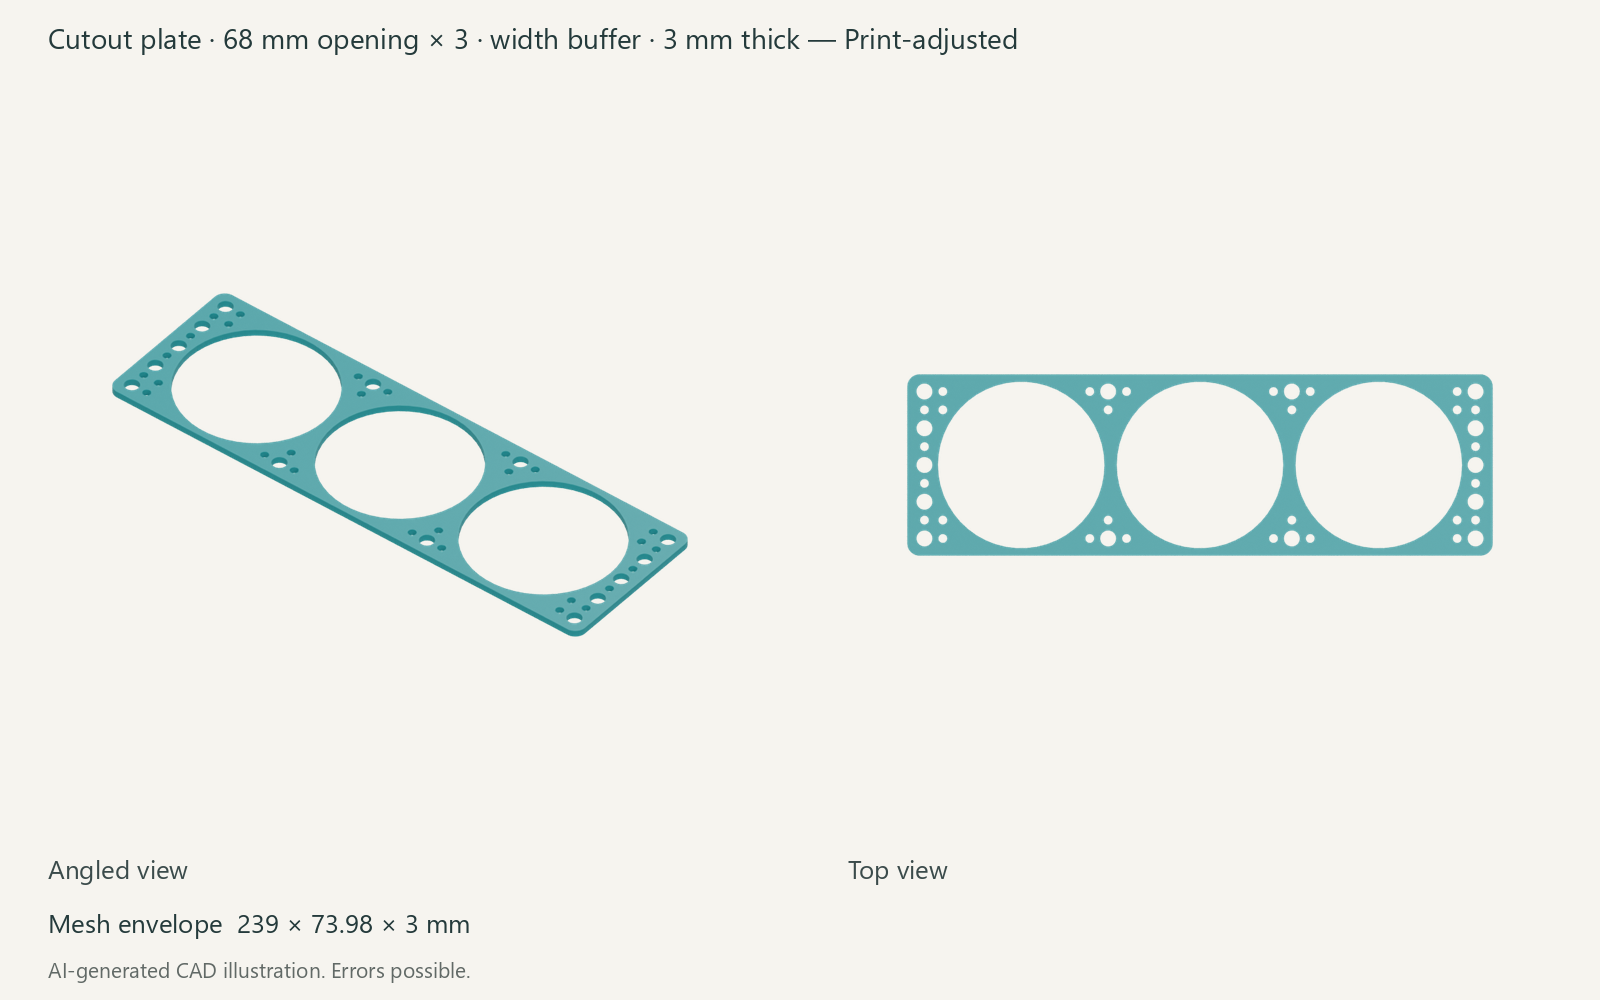 Cutout plate · 68 mm opening × 3 · width buffer · 3 mm thick — Print-adjusted
Angled view
Top view
Mesh envelope  239 × 73.98 × 3 mm
AI-generated CAD illustration. Errors possible.